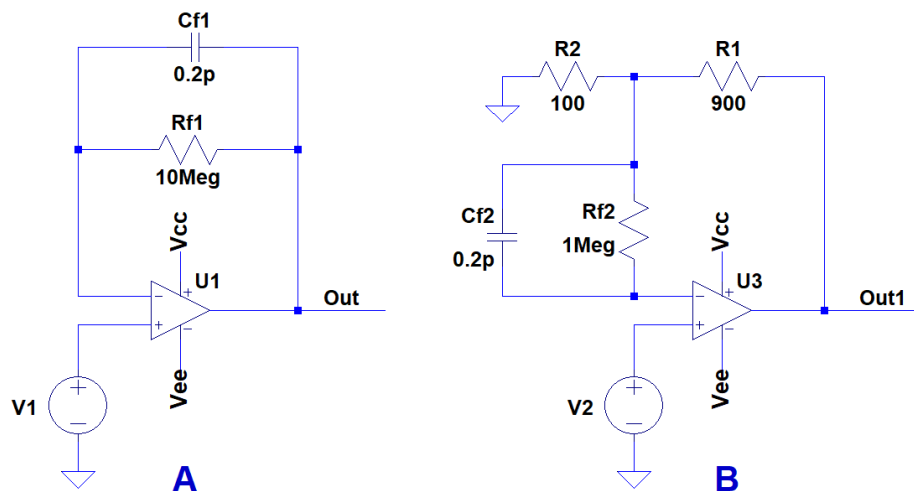 Cf1
0.2p
Rf1
10Meg
Vcc
U1
Out
Vee
V1
A
R2
100
R1
900
Cf2
0.2p
Rf2
1Meg
Vcc
U3
Out1
Vee
V2
B